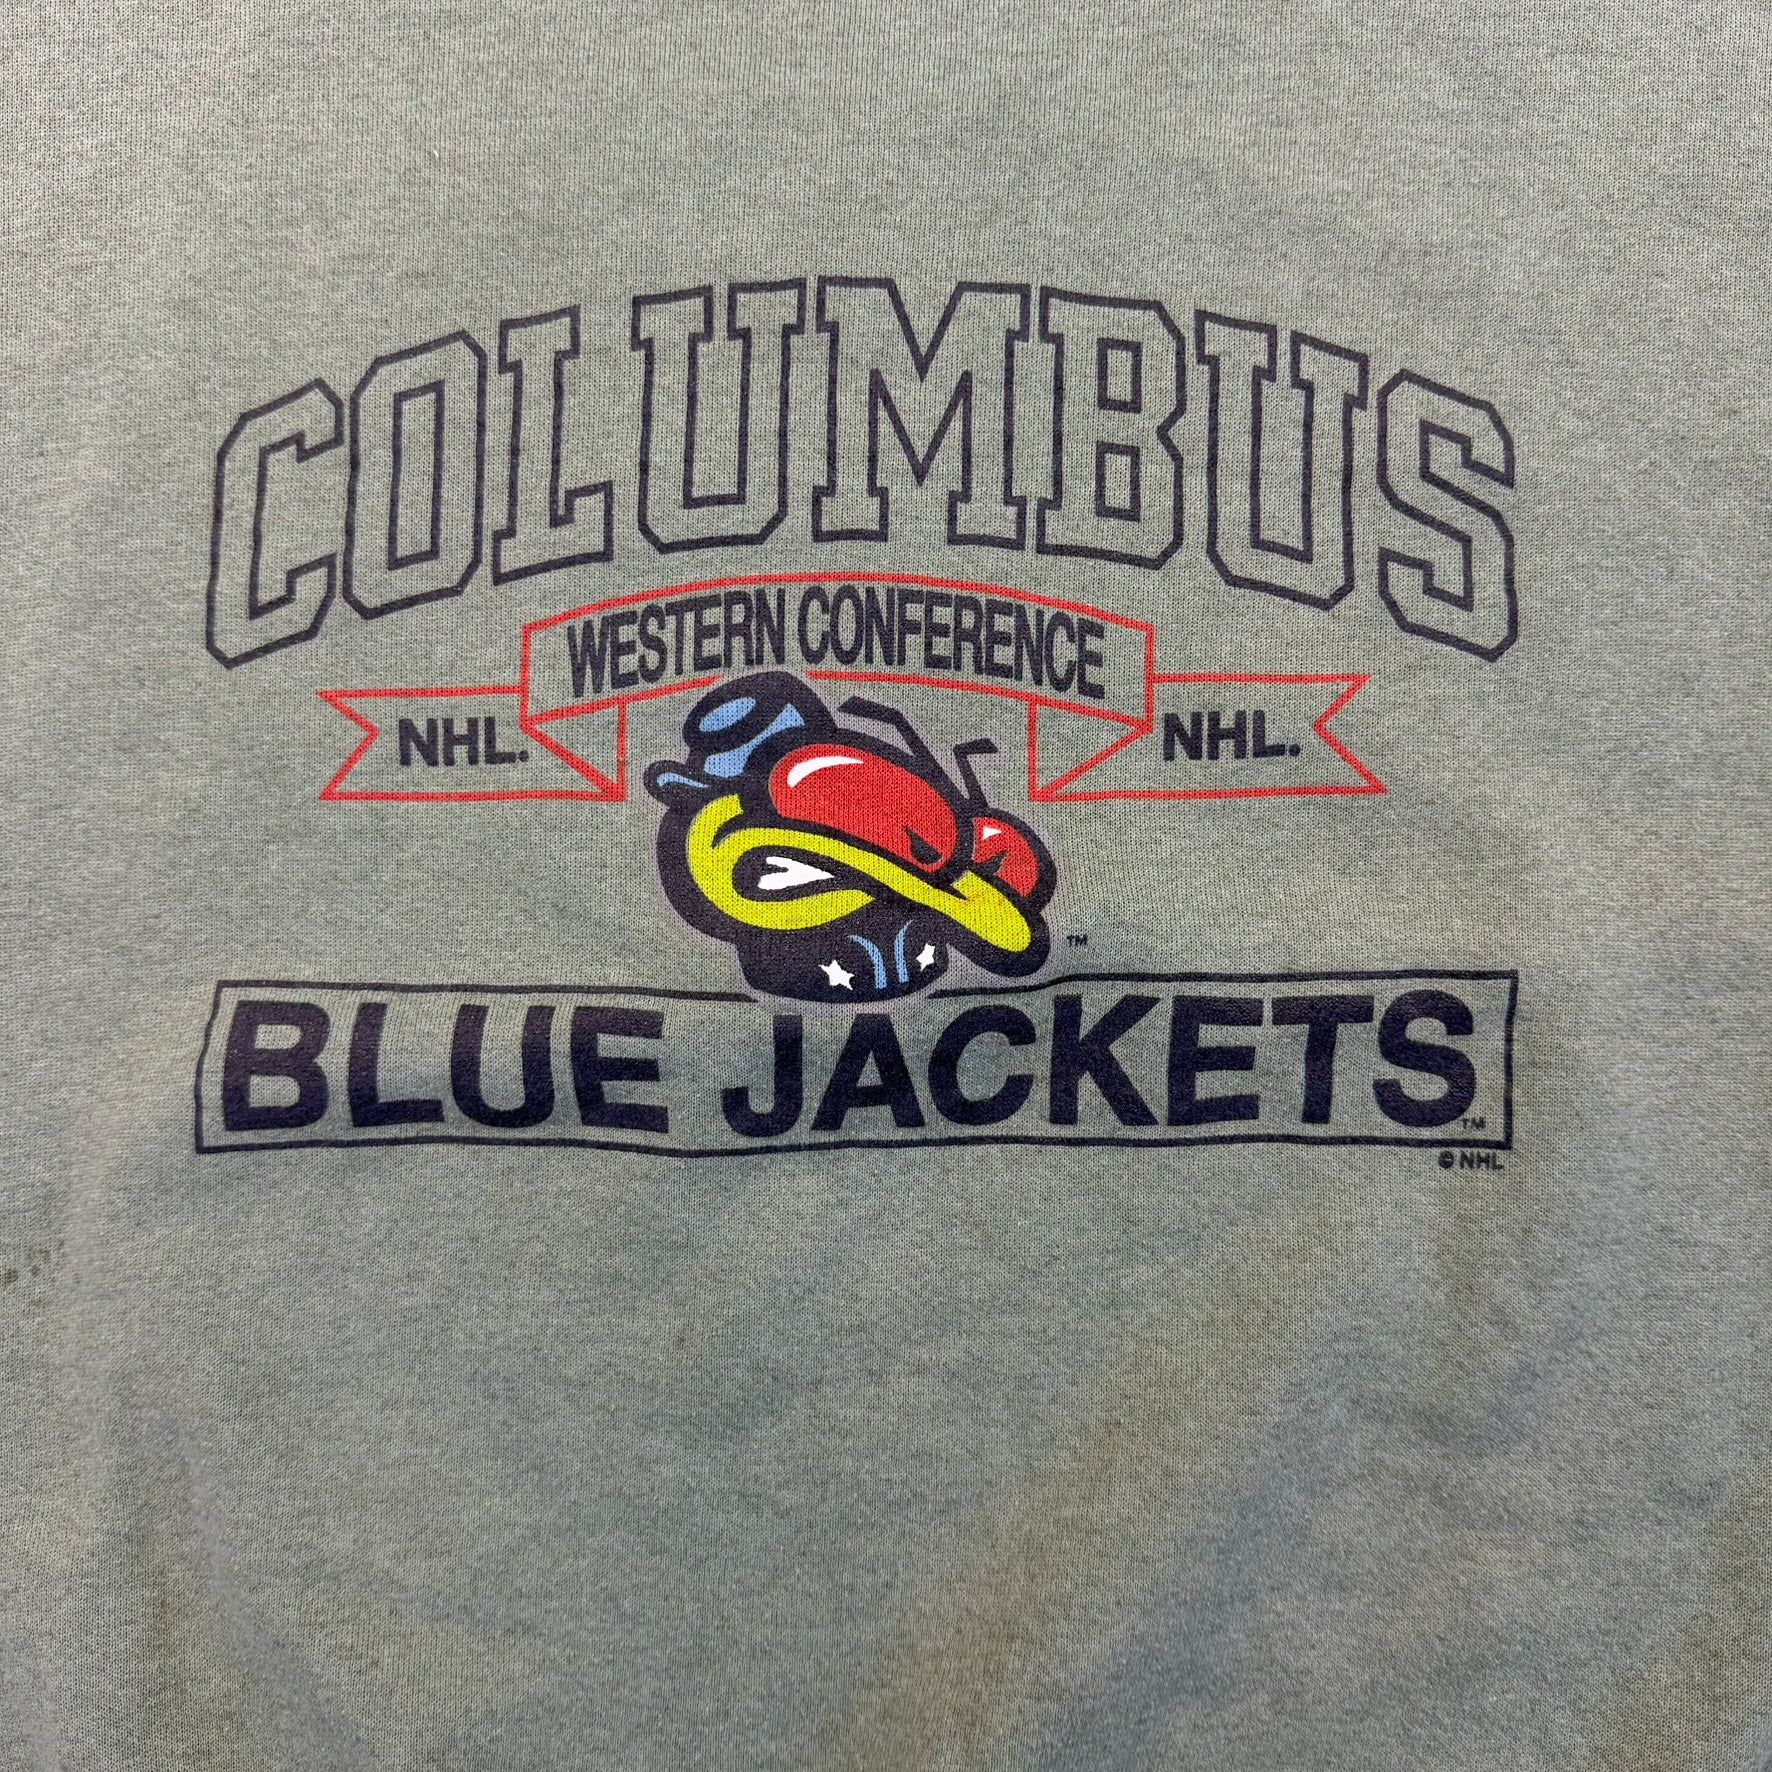 COLUMBUS
WESTERN CONFERENCE
NHL. NHL.
TM
BLUE JACKETS TM
© NHL